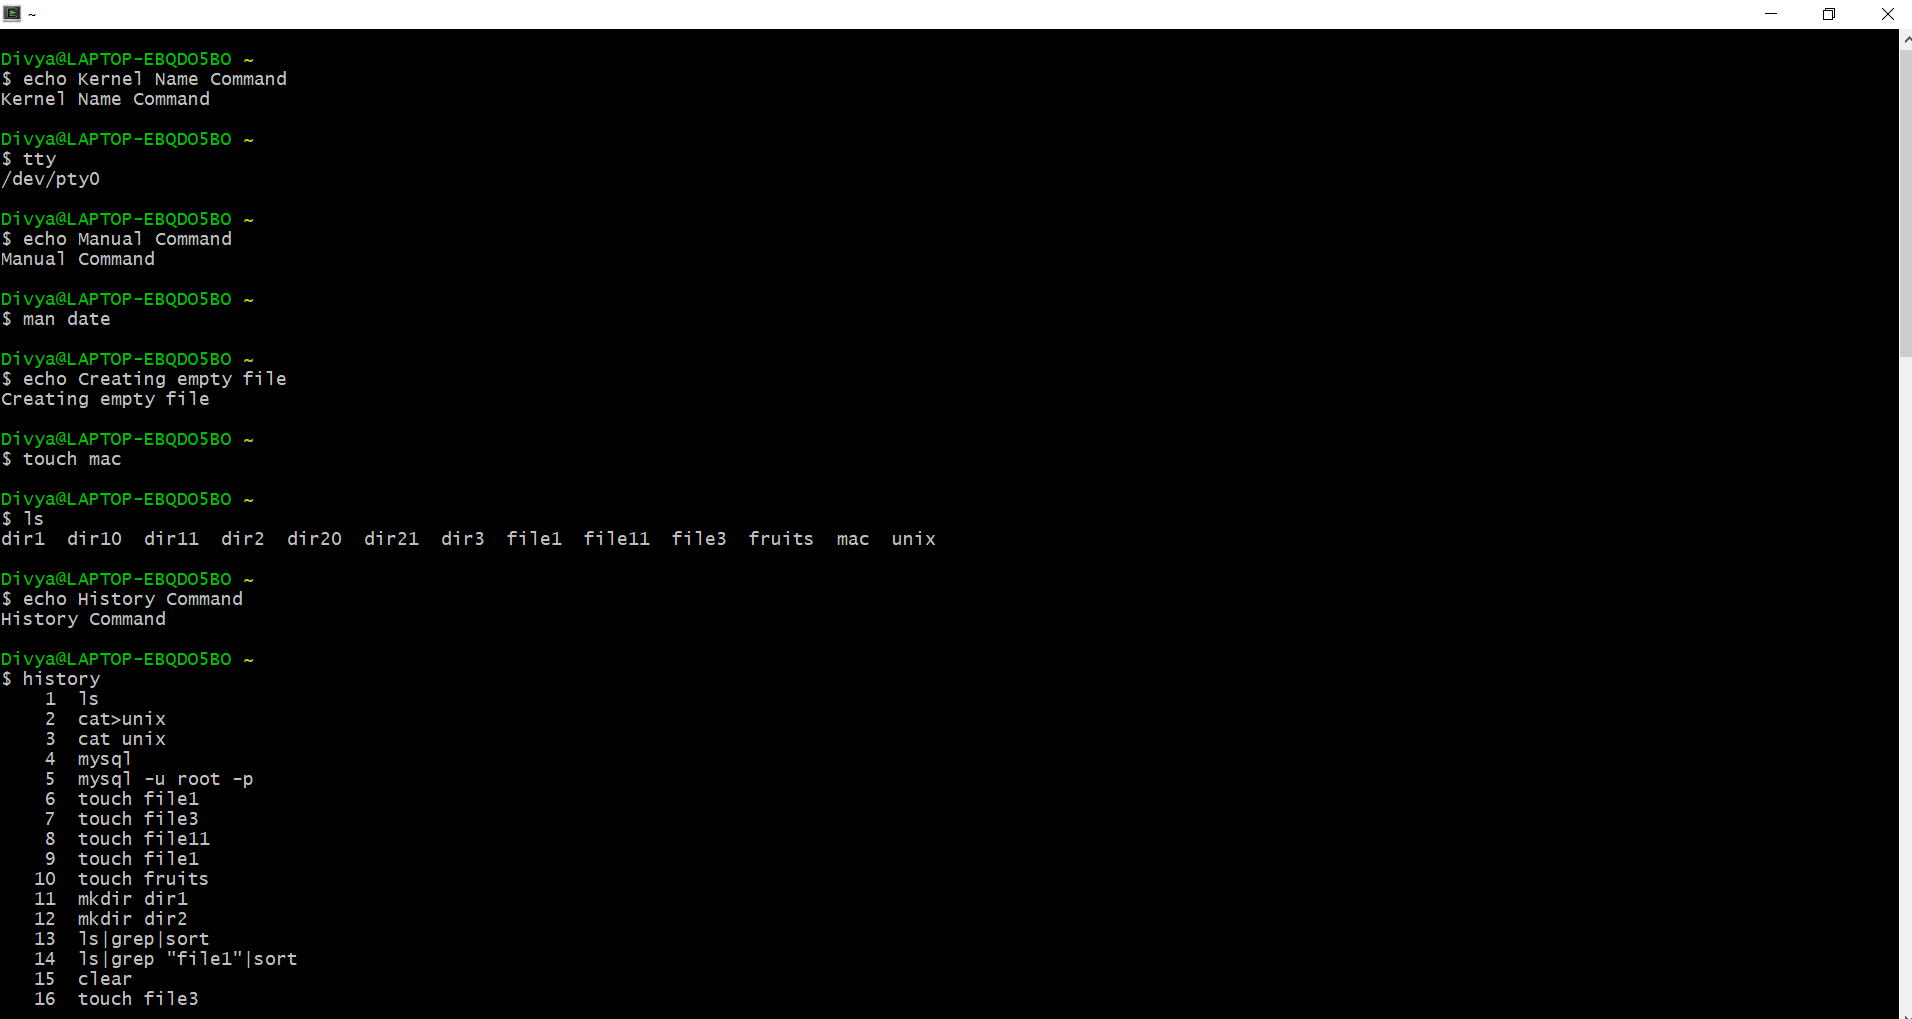 ~
Divya@LAPTOP-EBQDO5BO ~
$ echo Kernel Name Command
Kernel Name Command
Divya@LAPTOP-EBQDO5BO ~
$ tty
/dev/pty0
Divya@LAPTOP-EBQDO5BO ~
$ echo Manual Command
Manual Command
Divya@LAPTOP-EBQDO5BO ~
$ man date
Divya@LAPTOP-EBQDO5BO ~
$ echo Creating empty file
Creating empty file
Divya@LAPTOP-EBQDO5BO ~
$ touch mac
Divya@LAPTOP-EBQDO5BO ~
$ ls
dir1  dir10  dir11  dir2  dir20  dir21  dir3  file1  file11  file3  fruits  mac  unix
Divya@LAPTOP-EBQDO5BO ~
$ echo History Command
History Command
Divya@LAPTOP-EBQDO5BO ~
$ history
1  ls
2  cat>unix
3  cat unix
4  mysql
5  mysql -u root -p
6  touch file1
7  touch file3
8  touch file11
9  touch file1
10  touch fruits
11  mkdir dir1
12  mkdir dir2
13  ls|grep|sort
14  ls|grep "file1"|sort
15  clear
16  touch file3